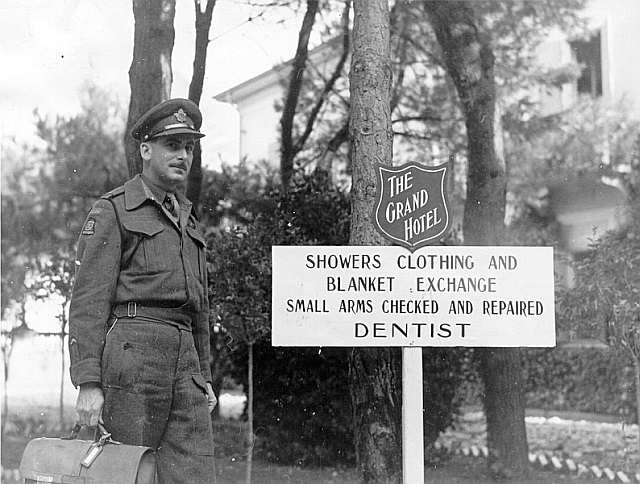 THE
GRAND
HOTEL
SHOWERS CLOTHING AND
BLANKET EXCHANGE
SMALL ARMS CHECKED AND REPAIRED
DENTIST